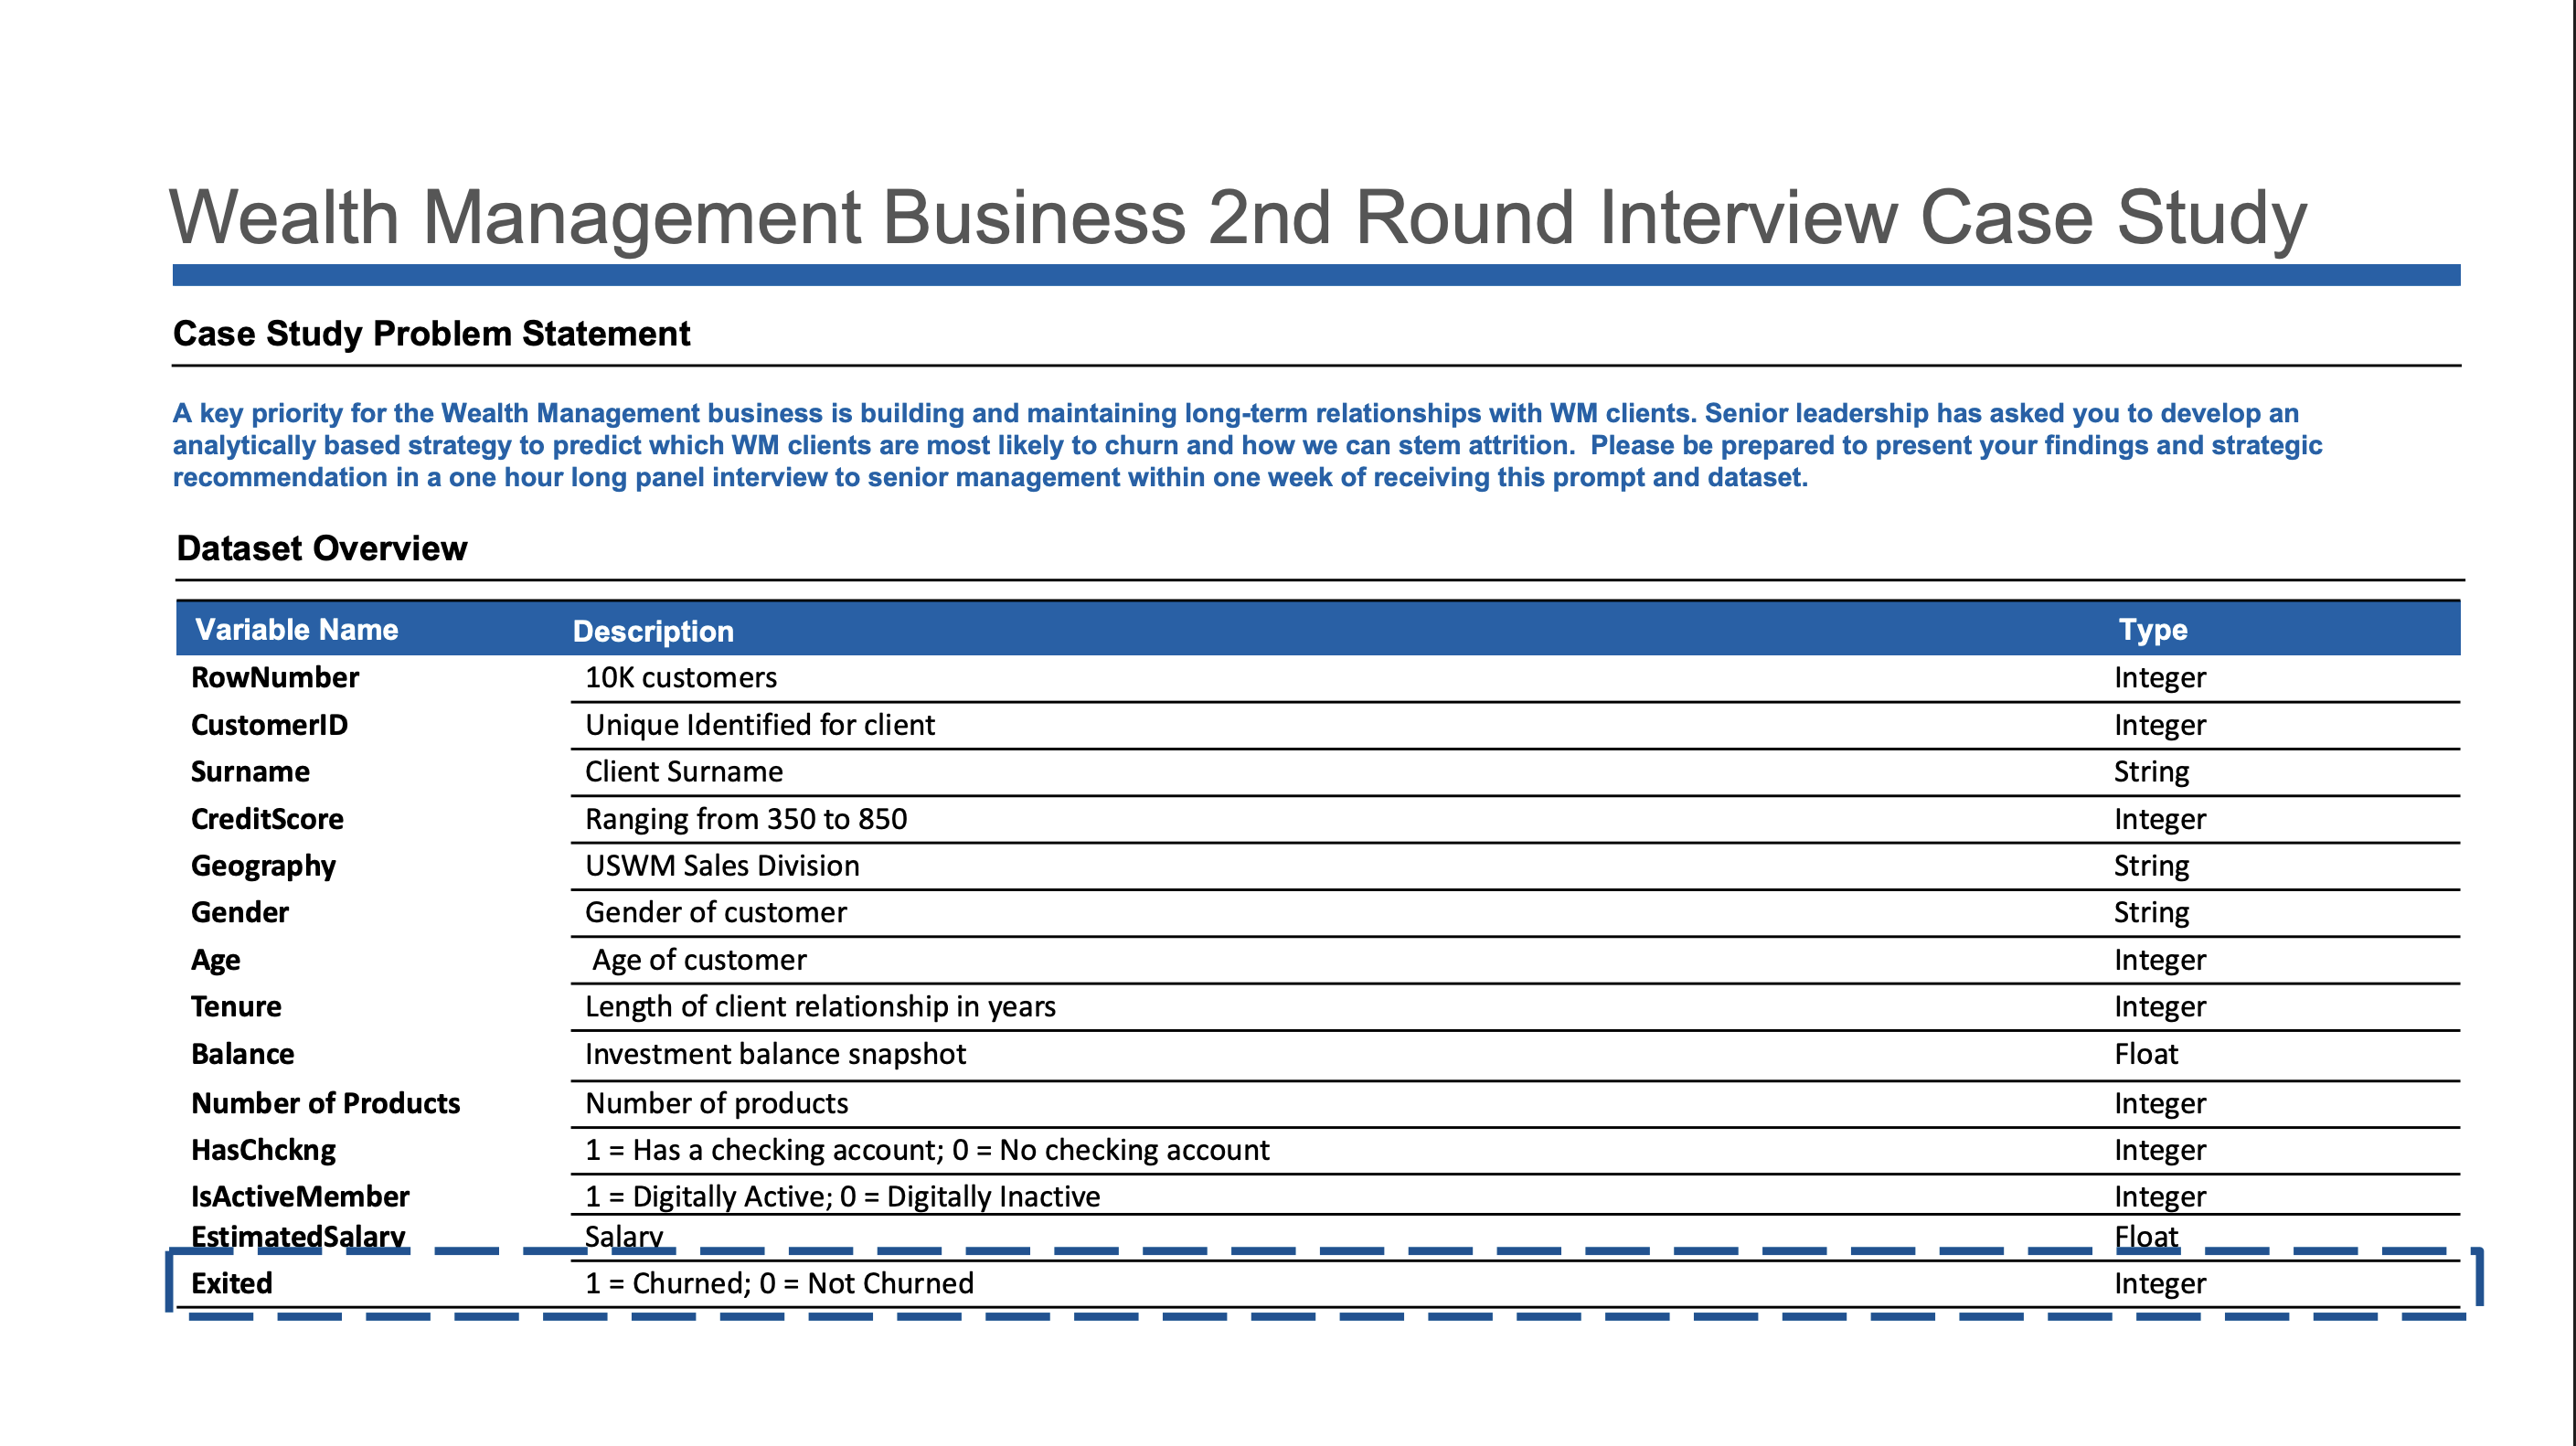 Wealth Management Business 2nd Round Interview Case Study
Case Study Problem Statement
A key priority for the Wealth Management business is building and maintaining long-term relationships with WM clients. Senior leadership has asked you to develop an
analytically based strategy to predict which WM clients are most likely to churn and how we can stem attrition.  Please be prepared to present your findings and strategic
recommendation in a one hour long panel interview to senior management within one week of receiving this prompt and dataset.
Dataset Overview
Variable Name Description Type
RowNumber 10K customers Integer
CustomerID Unique Identified for client Integer
Surname Client Surname String
CreditScore Ranging from 350 to 850 Integer
Geography USWM Sales Division String
Gender Gender of customer String
Age Age of customer Integer
Tenure Length of client relationship in years Integer
Balance Investment balance snapshot Float
Number of Products Number of products Integer
HasChckng 1 = Has a checking account; 0 = No checking account Integer
IsActiveMember 1 = Digitally Active; 0 = Digitally Inactive Integer
EstimatedSalary Salary Float
Exited 1 = Churned; 0 = Not Churned Integer